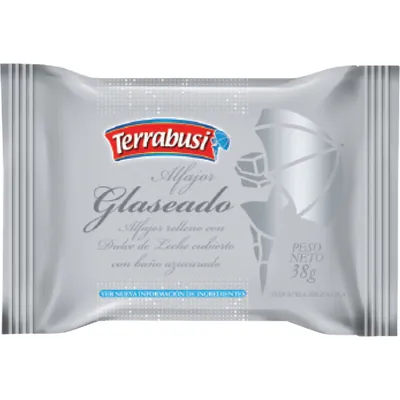 Terrabusi
Alfajor
Glaseado
Alfajor relleno con
Dulce de Leche cubierto
con baño azucarado
PESO
NETO
38g
VER NUEVA INFORMACIÓN DE INGREDIENTES